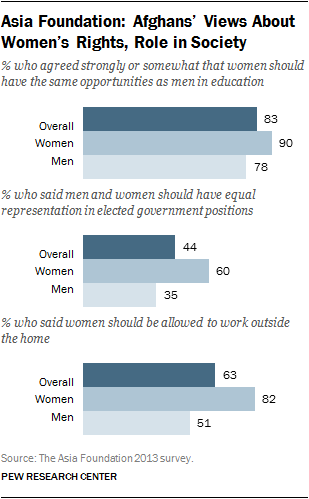 Asia Foundation: Afghans' Views About
Women's Rights, Role in Society
% who agreed strongly or somewhat that women should
have the same opportunities as men in education
Overall 83
Women 90
Men 78
% who said men and women should have equal
representation in elected government positions
Overall 44
Women 60
Men 35
% who said women should be allowed to work outside
the home
Overall 63
Women 82
Men 51
Source: The Asia Foundation 2013 survey.
PEW RESEARCH CENTER